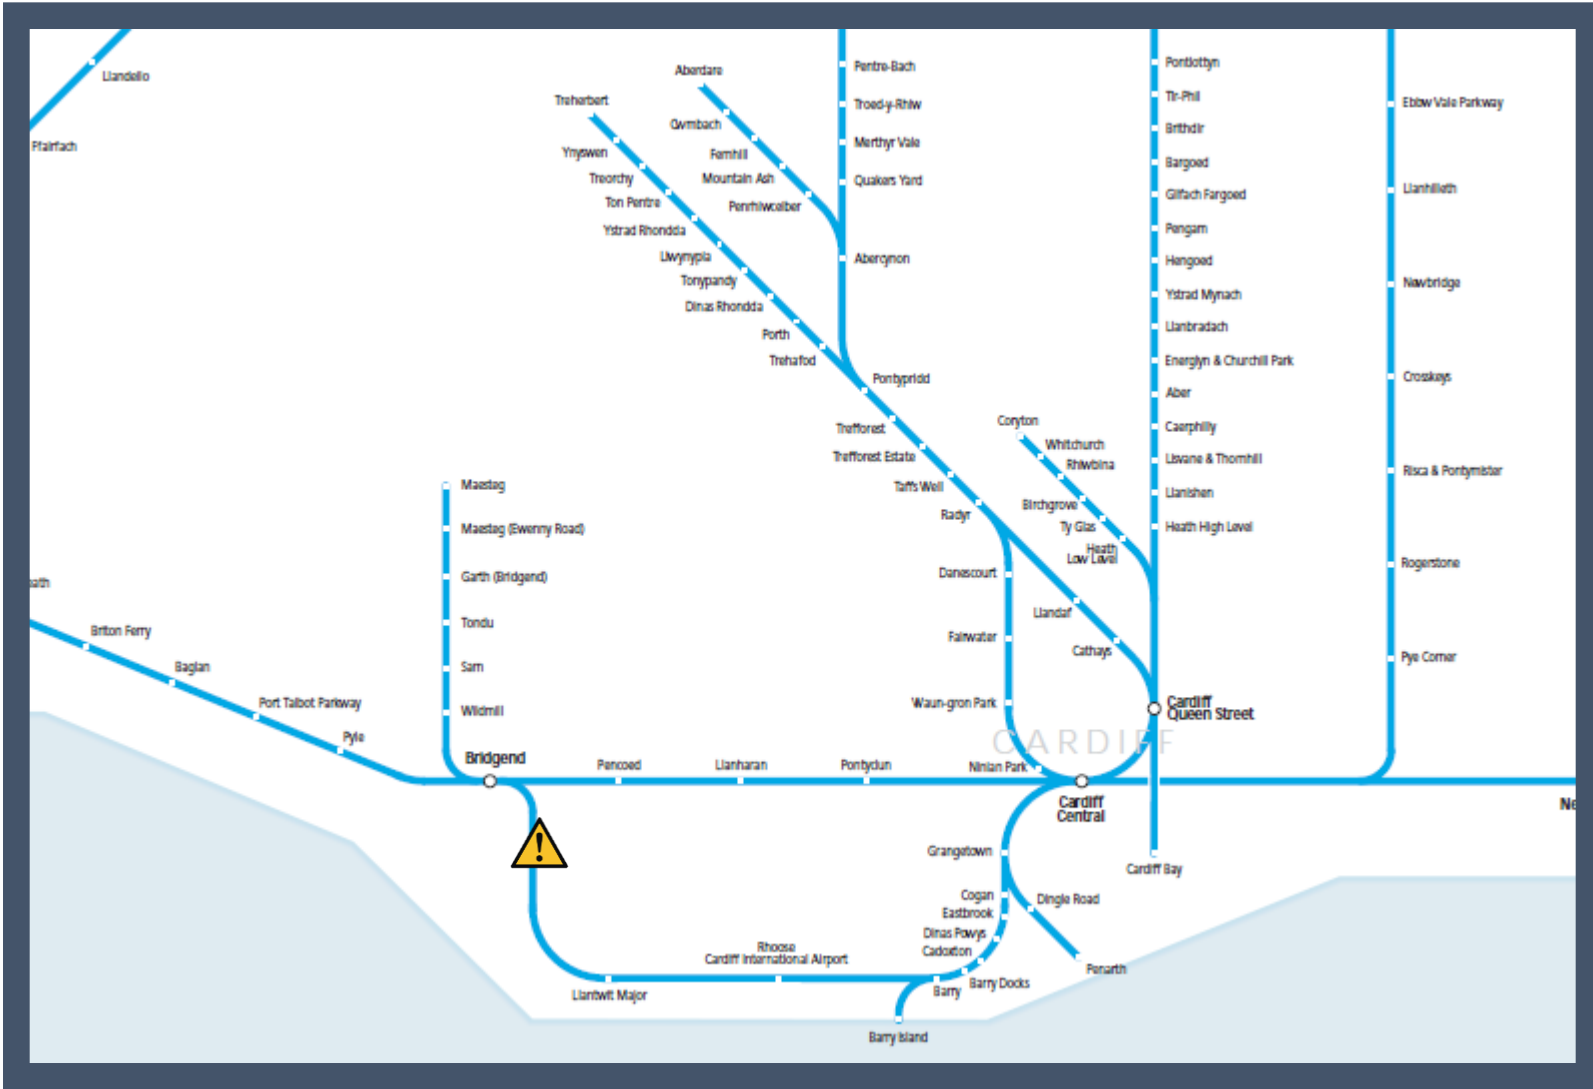 Llandeilo
Ffairfach
Aberdare
Treherbert
Cwmbach
Ynyswen
Fernhill
Treorchy
Mountain Ash
Ton Pentre
Penrhiwceiber
Ystrad Rhondda
Llwynypia
Tonypandy
Dinas Rhondda
Porth
Trehafod
Pentre-Bach
Troed-y-Rhiw
Merthyr Vale
Quakers Yard
Abercynon
Pontypridd
Trefforest
Trefforest Estate
Taffs Well
Radyr
Danescourt
Fairwater
Waun-gron Park
Ninian Park
Llandaf
Cathays
Coryton
Whitchurch
Rhiwbina
Birchgrove
Ty Glas
Heath
Low Level
Pontlottyn
Tir-Phil
Brithdir
Bargoed
Gilfach Fargoed
Pengam
Hengoed
Ystrad Mynach
Llanbradach
Energlyn & Churchill Park
Aber
Caerphilly
Lisvane & Thornhill
Llanishen
Heath High Level
Cardiff
Queen Street
CARDIFF
Ebbw Vale Parkway
Llanhilleth
Newbridge
Crosskeys
Risca & Pontymister
Rogerstone
Pye Corner
Maesteg
Maesteg (Ewenny Road)
Garth (Bridgend)
Tondu
Sarn
Wildmill
eath
Briton Ferry
Baglan
Port Talbot Parkway
Pyle
Bridgend
Pencoed
Llanharan
Pontyclun
Cardiff
Central
Ne
Cardiff Bay
Grangetown
Cogan
Eastbrook
Dinas Powys
Cadoxton
Dingle Road
Penarth
Rhoose
Cardiff International Airport
Llantwit Major
Barry
Barry Docks
Barry Island